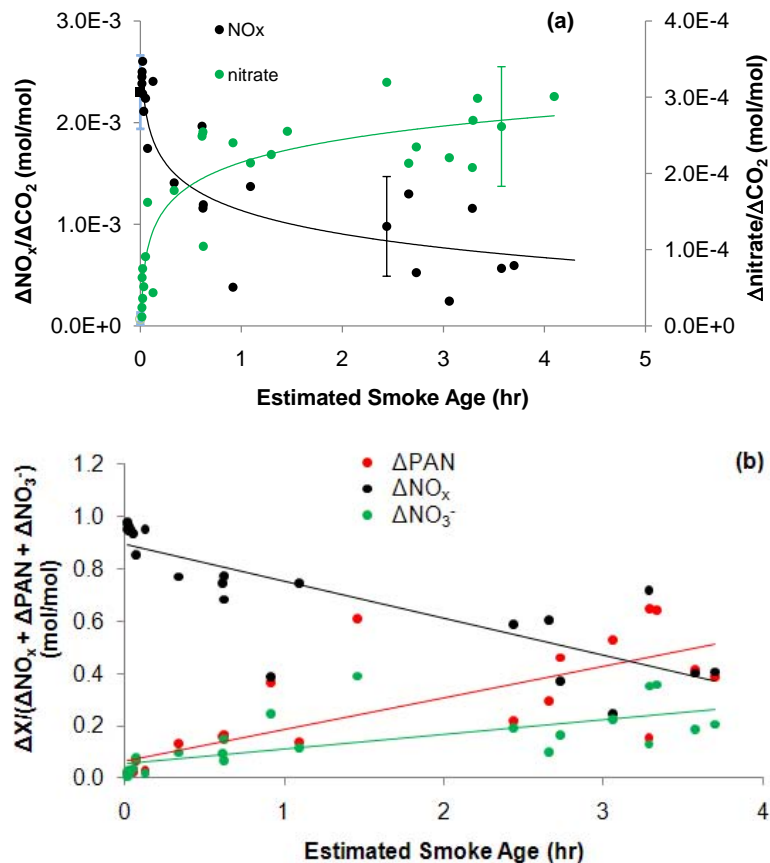 (a)
NOx
nitrate
3.0E-3
2.0E-3
1.0E-3
0.0E+0
ΔNOₓ/ΔCO₂ (mol/mol)
4.0E-4
3.0E-4
2.0E-4
1.0E-4
0.0E+0
Δnitrate/ΔCO₂ (mol/mol)
0 1 2 3 4 5
Estimated Smoke Age (hr)
(b)
ΔPAN
ΔNOₓ
ΔNO₃⁻
1.2
1.0
0.8
0.6
0.4
0.2
0.0
ΔX/(ΔNOₓ + ΔPAN + ΔNO₃⁻)
(mol/mol)
0 1 2 3 4
Estimated Smoke Age (hr)